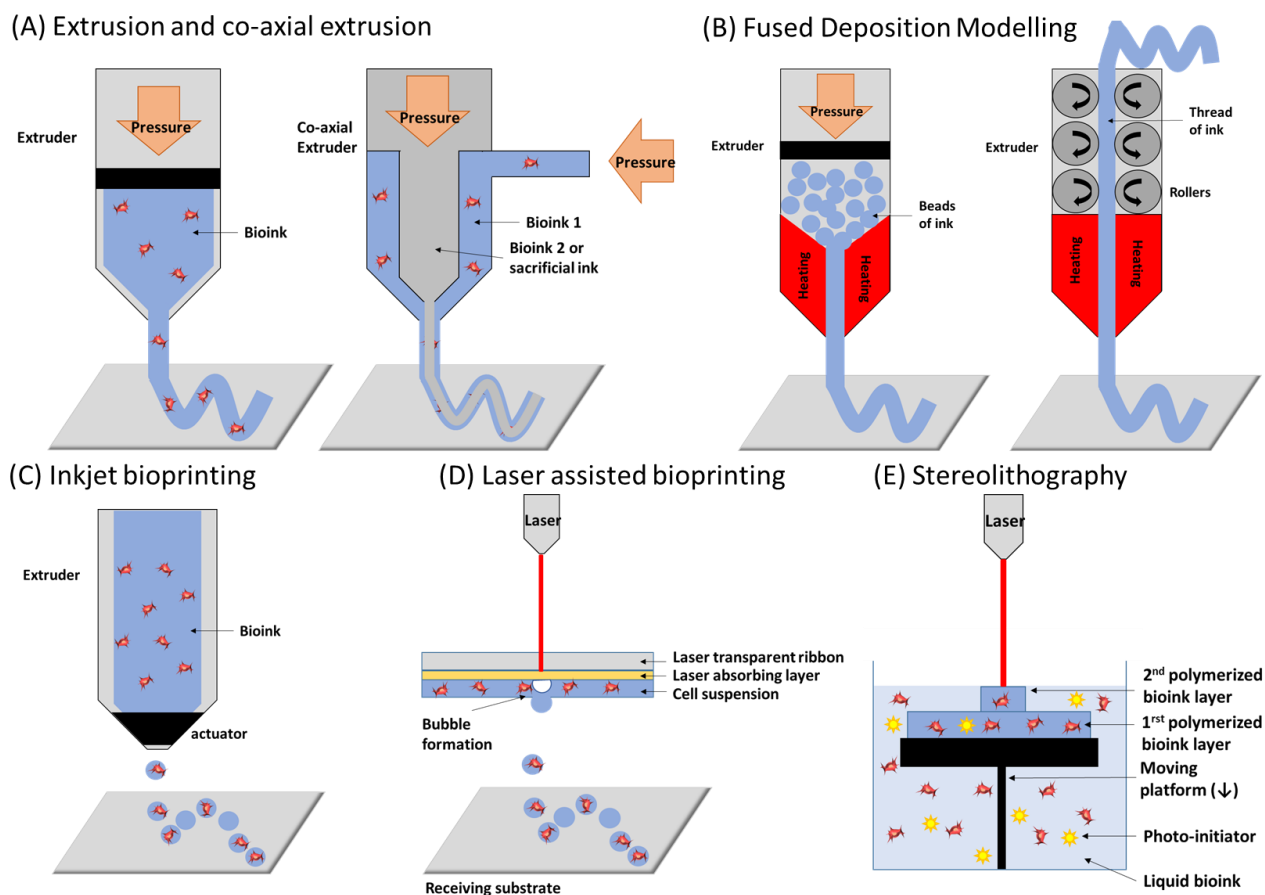 (A) Extrusion and co-axial extrusion
Extruder
Pressure
Bioink
Co-axial
Extruder
Pressure
Pressure
Bioink 1
Bioink 2 or
sacrificial ink
(B) Fused Deposition Modelling
Extruder
Pressure
Beads
of ink
Heating
Heating
Extruder
Thread
of ink
Rollers
Heating
Heating
(C) Inkjet bioprinting
Extruder
Bioink
actuator
(D) Laser assisted bioprinting
Laser
Laser transparent ribbon
Laser absorbing layer
Cell suspension
Bubble
formation
Receiving substrate
(E) Stereolithography
Laser
2nd polymerized
bioink layer
1rst polymerized
bioink layer
Moving
platform (↓)
Photo-initiator
Liquid bioink